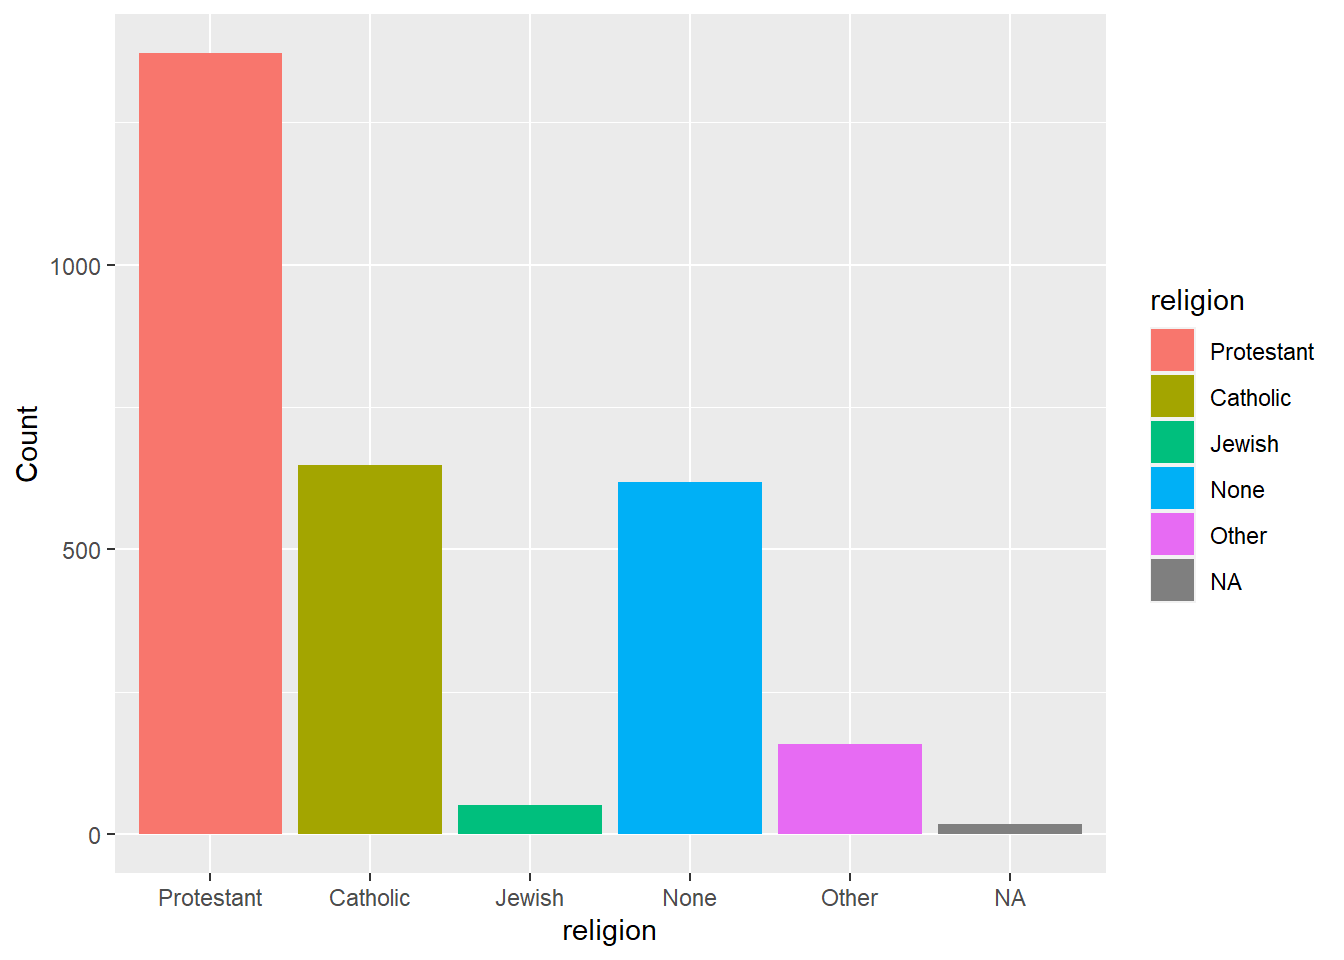 Count
1000
500
0
Protestant Catholic Jewish None Other NA
religion
religion
Protestant
Catholic
Jewish
None
Other
NA